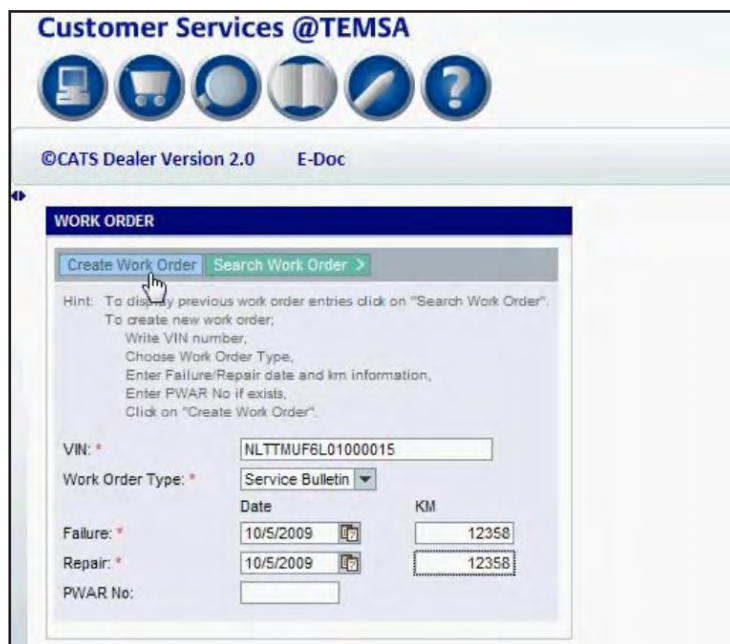 Customer Services @TEMSA
?
©CATS Dealer Version 2.0 E-Doc
WORK ORDER
Create Work Order Search Work Order >
Hint: To display previous work order entries click on "Search Work Order".
To create new work order;
Write VIN number,
Choose Work Order Type,
Enter Failure/Repair date and km information,
Enter PWAR No if exists,
Click on "Create Work Order".
VIN: * NLTTMUF6L01000015
Work Order Type: * Service Bulletin
Date KM
Failure: * 10/5/2009 12358
Repair: * 10/5/2009 12358
PWAR No: